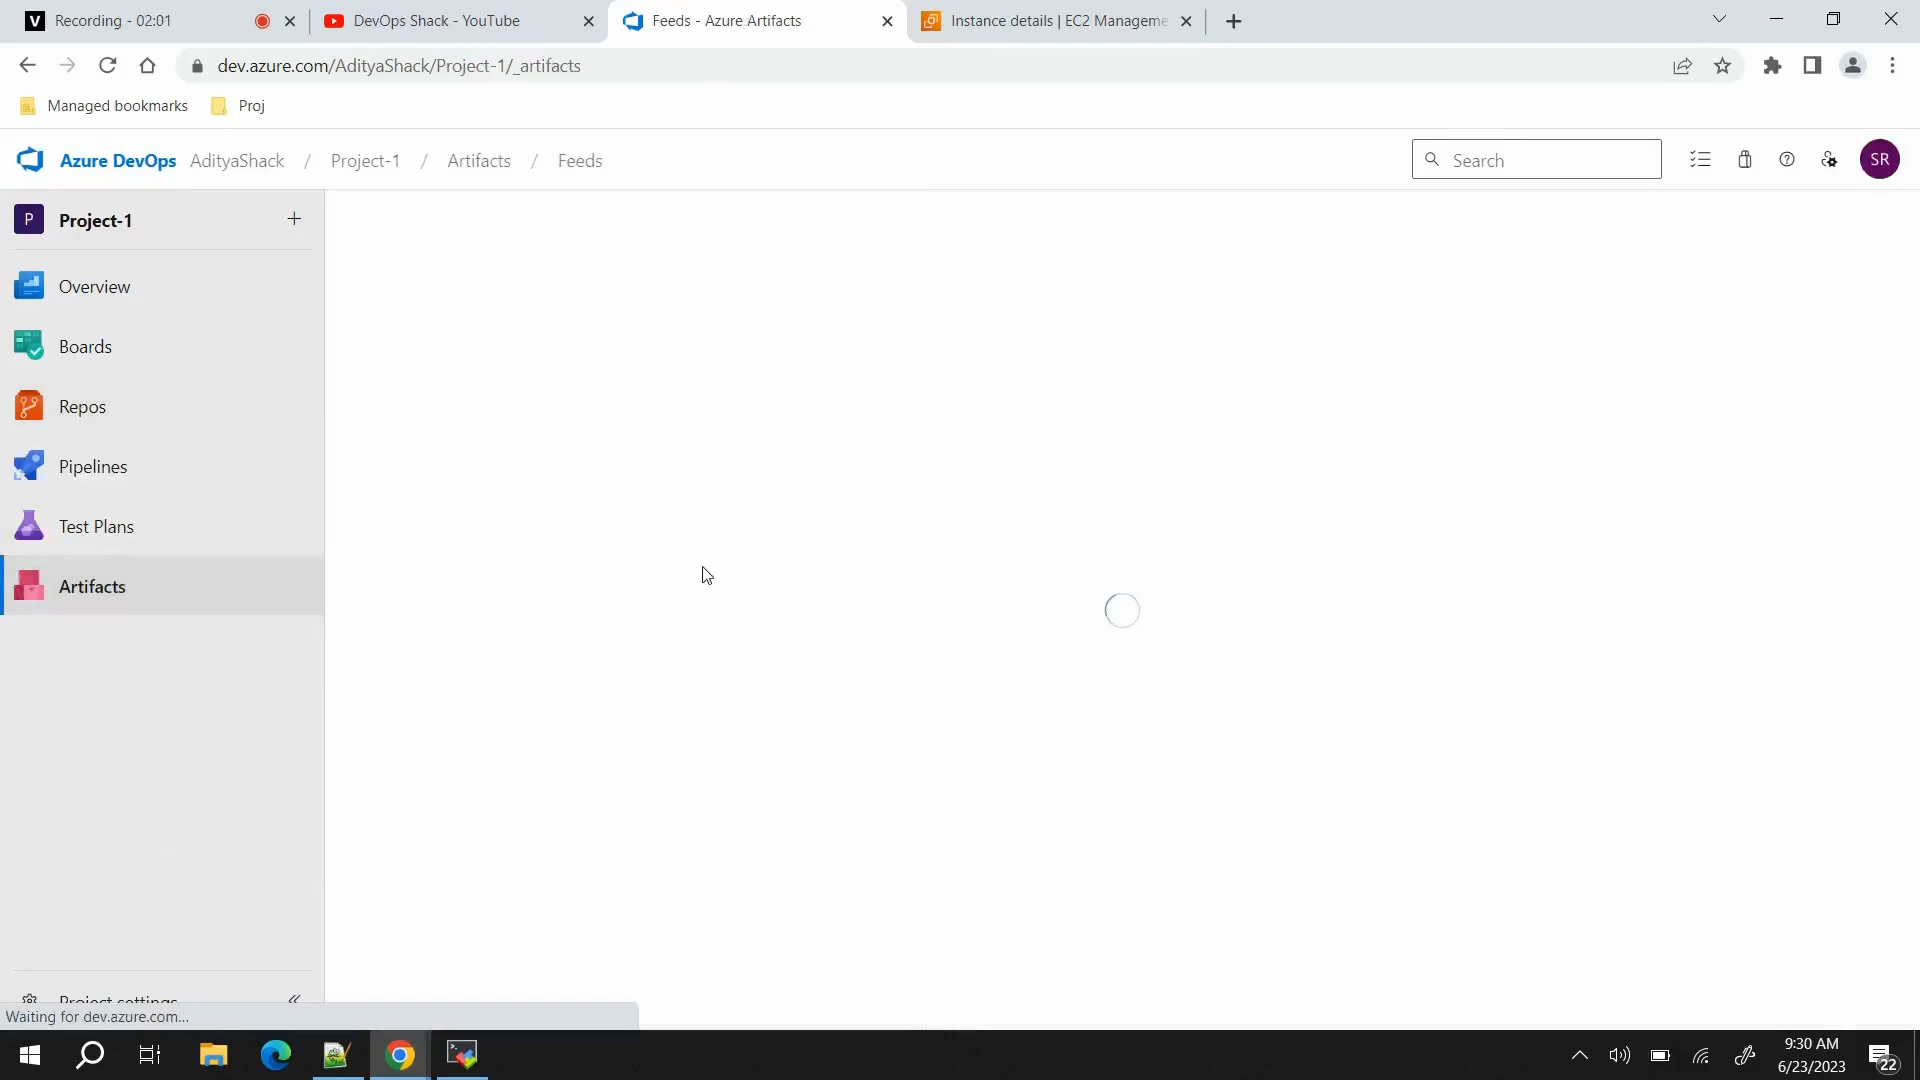 V Recording - 02:01
DevOps Shack - YouTube
Feeds - Azure Artifacts
Instance details | EC2 Manageme
dev.azure.com/AdityaShack/Project-1/_artifacts
Managed bookmarks
Proj
Azure DevOps AdityaShack / Project-1 / Artifacts / Feeds
Search
SR
P Project-1
Overview
Boards
Repos
Pipelines
Test Plans
Artifacts
Project settings
Waiting for dev.azure.com...
9:30 AM
6/23/2023
22